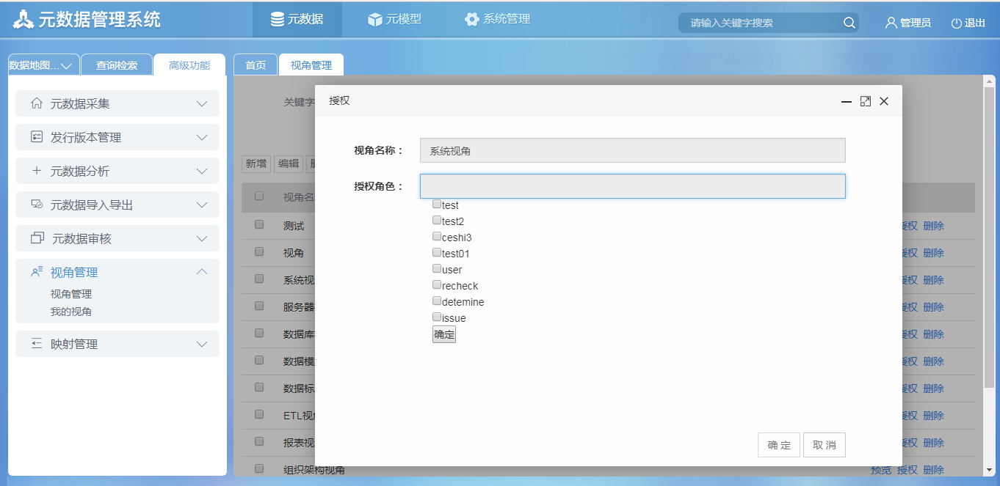 元数据管理系统
元数据
元模型
系统管理
请输入关键字搜索
管理员
退出
数据地图...
查询检索
高级功能
首页
视角管理
元数据采集
发行版本管理
元数据分析
元数据导入导出
元数据审核
视角管理
视角管理
我的视角
映射管理
关键字
新增
编辑
视角名
测试
授权 删除
视角
授权 删除
系统视
授权 删除
服务器
授权 删除
数据库
授权 删除
数据模
授权 删除
数据标
授权 删除
ETL视
授权 删除
报表视
授权 删除
组织架构视角
预览 授权 删除
授权
视角名称：
系统视角
授权角色：
test
test2
ceshi3
test01
user
recheck
detemine
issue
确定
确 定
取 消